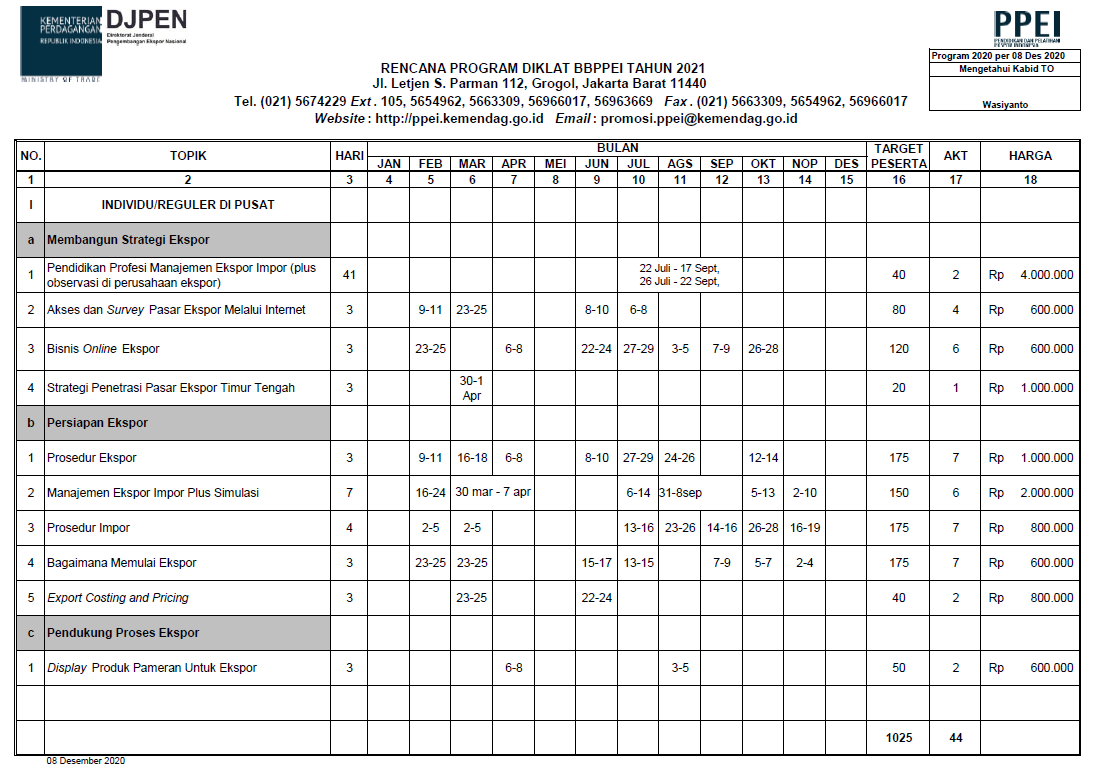 KEMENTERIAN
PERDAGANGAN
REPUBLIK INDONESIA
MINISTRY OF TRADE
DJPEN
Direktorat Jenderal
Pengembangan Ekspor Nasional
PPEI
PENDIDIKAN DAN PELATIHAN
EKSPOR INDONESIA
Program 2020 per 08 Des 2020
Mengetahui Kabid TO
Wasiyanto
RENCANA PROGRAM DIKLAT BBPPEI TAHUN 2021
Jl. Letjen S. Parman 112, Grogol, Jakarta Barat 11440
Tel. (021) 5674229 Ext . 105, 5654962, 5663309, 56966017, 56963669 Fax . (021) 5663309, 5654962, 56966017
Website : http://ppei.kemendag.go.id Email : promosi.ppei@kemendag.go.id
NO. TOPIK HARI BULAN TARGET PESERTA AKT HARGA
JAN FEB MAR APR MEI JUN JUL AGS SEP OKT NOP DES
1 2 3 4 5 6 7 8 9 10 11 12 13 14 15 16 17 18
I INDIVIDU/REGULER DI PUSAT
a Membangun Strategi Ekspor
1 Pendidikan Profesi Manajemen Ekspor Impor (plus observasi di perusahaan ekspor) 41 22 Juli - 17 Sept, 26 Juli - 22 Sept, 40 2 Rp 4.000.000
2 Akses dan Survey Pasar Ekspor Melalui Internet 3 9-11 23-25 8-10 6-8 80 4 Rp 600.000
3 Bisnis Online Ekspor 3 23-25 6-8 22-24 27-29 3-5 7-9 26-28 120 6 Rp 600.000
4 Strategi Penetrasi Pasar Ekspor Timur Tengah 3 30-1 Apr 20 1 Rp 1.000.000
b Persiapan Ekspor
1 Prosedur Ekspor 3 9-11 16-18 6-8 8-10 27-29 24-26 12-14 175 7 Rp 1.000.000
2 Manajemen Ekspor Impor Plus Simulasi 7 16-24 30 mar - 7 apr 6-14 31-8sep 5-13 2-10 150 6 Rp 2.000.000
3 Prosedur Impor 4 2-5 2-5 13-16 23-26 14-16 26-28 16-19 175 7 Rp 800.000
4 Bagaimana Memulai Ekspor 3 23-25 23-25 15-17 13-15 7-9 5-7 2-4 175 7 Rp 600.000
5 Export Costing and Pricing 3 23-25 22-24 40 2 Rp 800.000
c Pendukung Proses Ekspor
1 Display Produk Pameran Untuk Ekspor 3 6-8 3-5 50 2 Rp 600.000
1025 44
08 Desember 2020